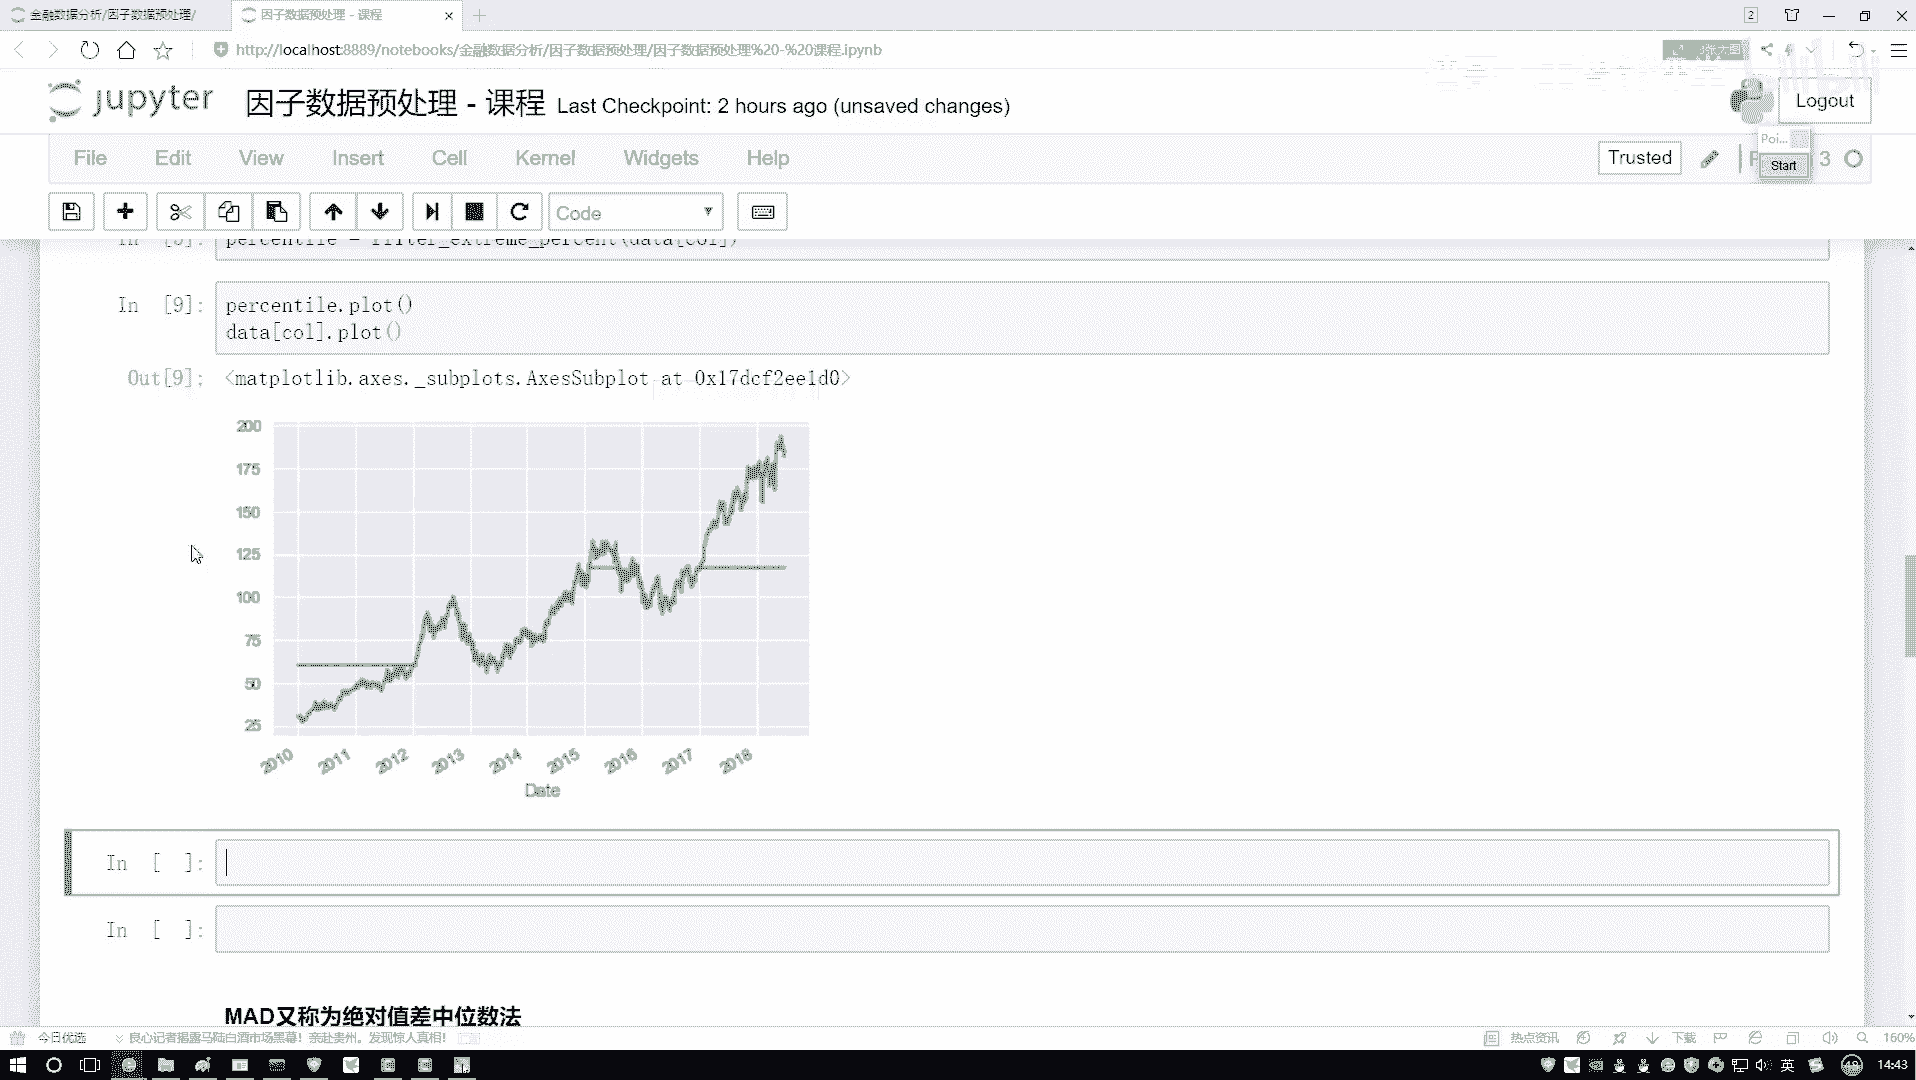 金融数据分析/因子数据预处理/
因子数据预处理 - 课程
2
http://localhost:8889/notebooks/金融数据分析/因子数据预处理/因子数据预处理%20-%20课程.ipynb
jupyter 因子数据预处理 - 课程 Last Checkpoint: 2 hours ago (unsaved changes)
Logout
File Edit View Insert Cell Kernel Widgets Help
Trusted
3
Poi...
Start
Code
percentile = filter_extreme_percent(data[col])
In [9]:
percentile.plot()
data[col].plot()
Out[9]:
<matplotlib.axes._subplots.AxesSubplot at 0x17dcf2ee1d0>
200
175
150
125
100
75
50
25
2010 2011 2012 2013 2014 2015 2016 2017 2018
Date
In [ ]:
In [ ]:
MAD又称为绝对值差中位数法
今日优选
良心记者揭露马陆白酒市场黑幕！亲赴贵州。发现惊人真相！
热点资讯
下载
160%
英
49
14:43